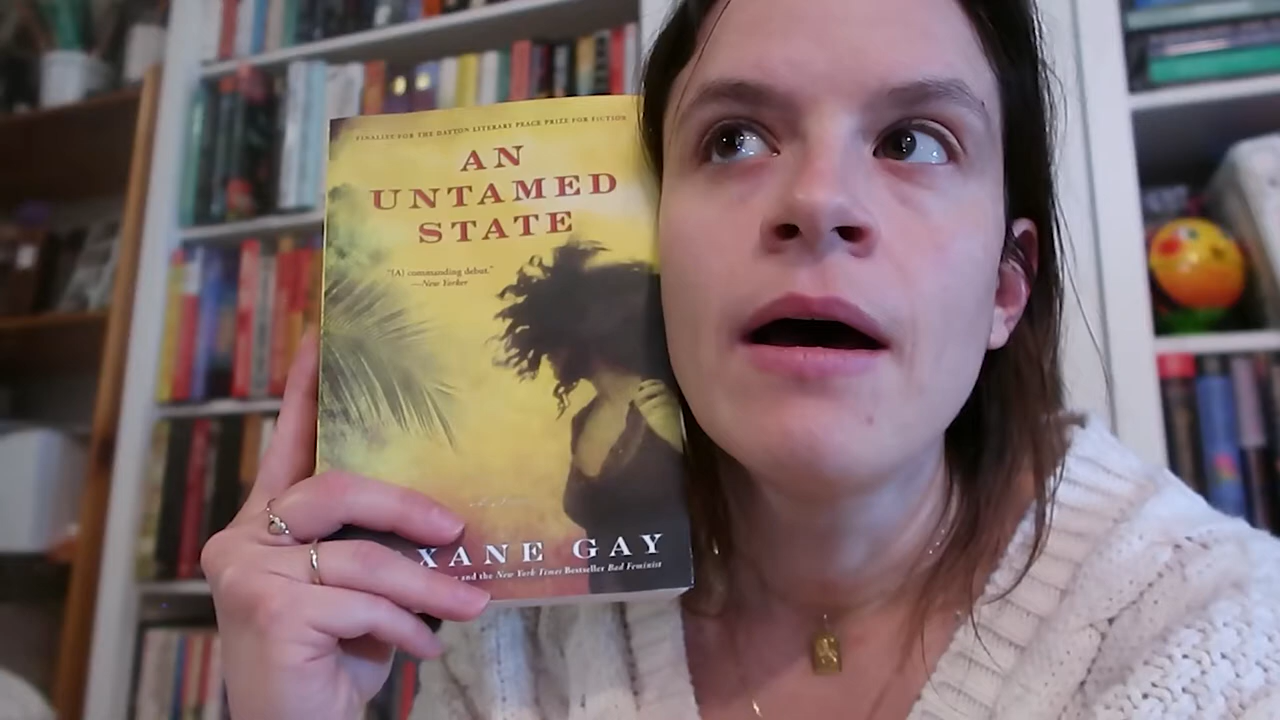 FINALIST FOR THE DAYTON LITERARY PEACE PRIZE FOR FICTION
AN
UNTAMED
STATE
"[A] commanding debut."
—New Yorker
XANE GAY
and the New York Times Bestseller Bad Feminist